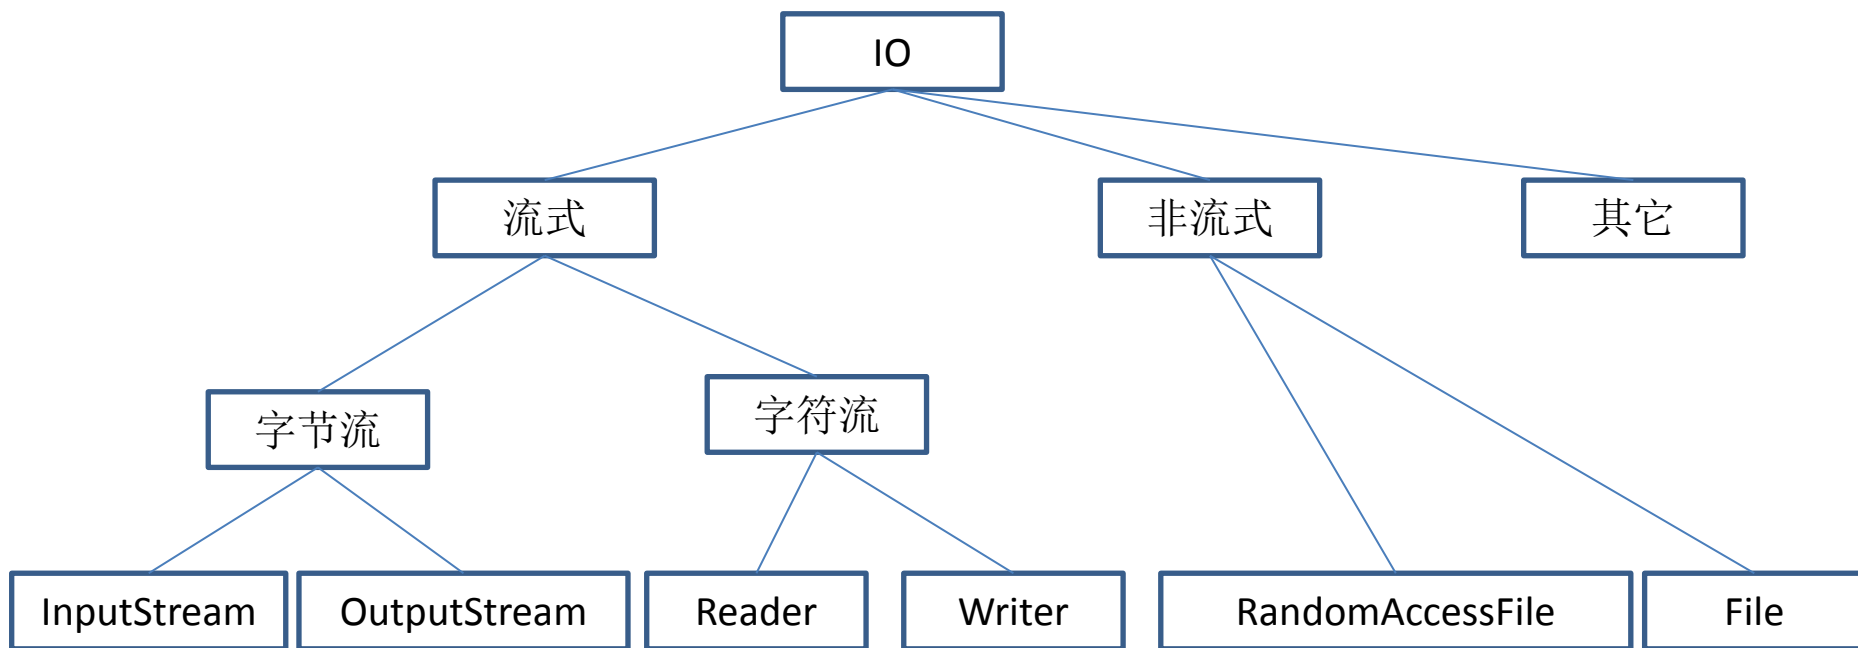 IO
流式
非流式
其它
字节流
字符流
InputStream
OutputStream
Reader
Writer
RandomAccessFile
File